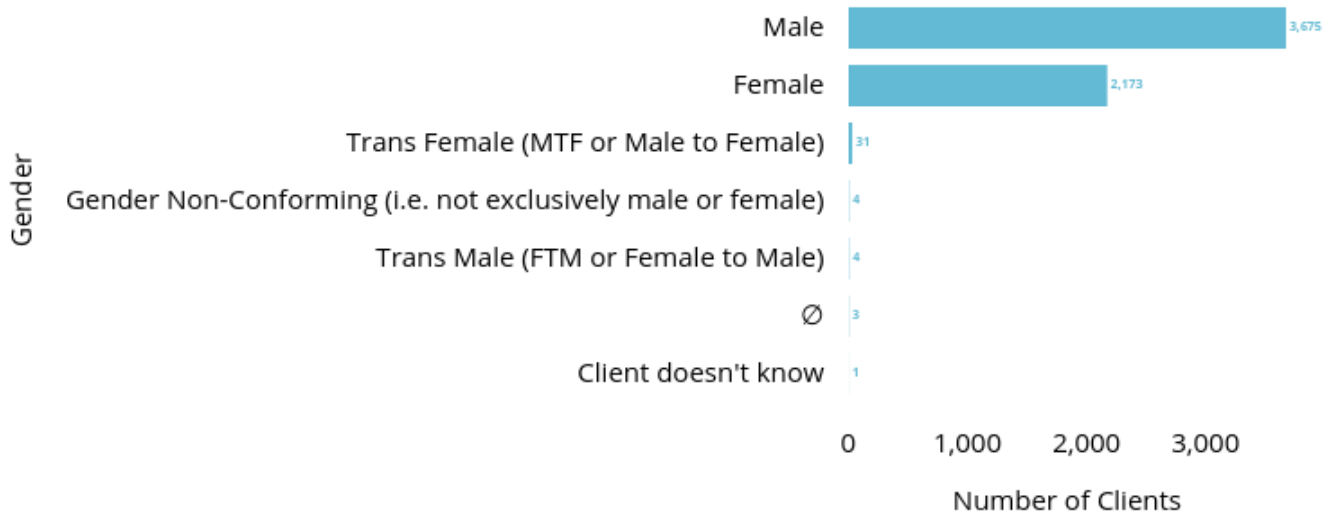 Male
3,675
Female
2,173
Trans Female (MTF or Male to Female)
31
Gender
Gender Non-Conforming (i.e. not exclusively male or female)
4
Trans Male (FTM or Female to Male)
4
∅
3
Client doesn't know
1
0 1,000 2,000 3,000
Number of Clients